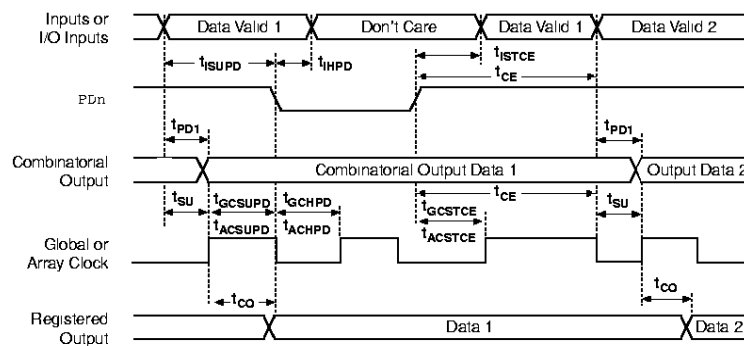 Inputs or
I/O Inputs
Data Valid 1
Don't Care
Data Valid 1
Data Valid 2
tISUPD
tIHPD
tISTCE
tCE
PDn
tPD1
tPD1
Combinatorial
Output
Combinatorial Output Data 1
Output Data 2
tCE
tSU
tGCSUPD
tGCHPD
tGCSTCE
tSU
tACSUPD
tACHPD
tACSTCE
Global or
Array Clock
tCO
tCO
Registered
Output
Data 1
Data 2